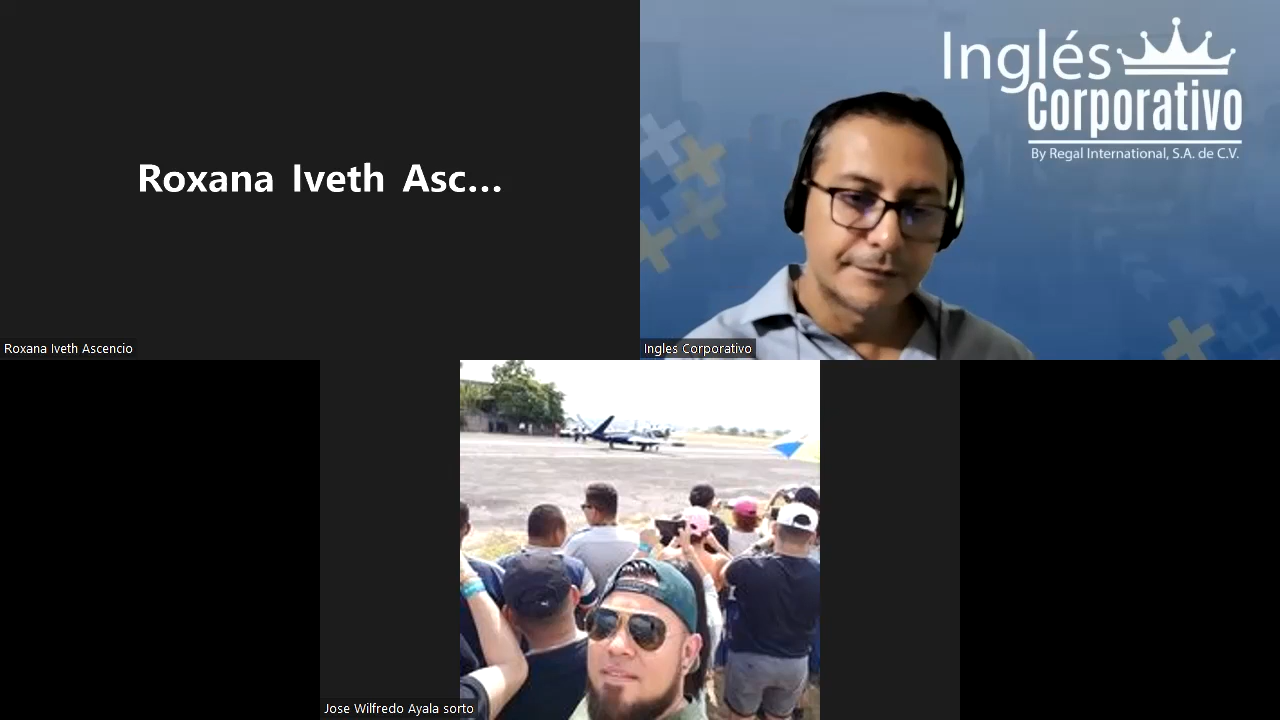 Roxana Iveth Asc...
Roxana Iveth Ascencio
Inglés
Corporativo
By Regal International, S.A. de C.V.
Ingles Corporativo
Jose Wilfredo Ayala sorto